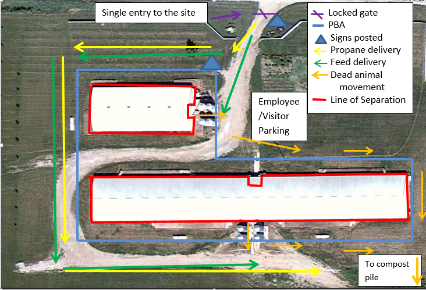 Single entry to the site
Locked gate
PBA
Signs posted
Propane delivery
Feed delivery
Dead animal
movement
Line of Separation
Employee
/Visitor
Parking
To compost
pile